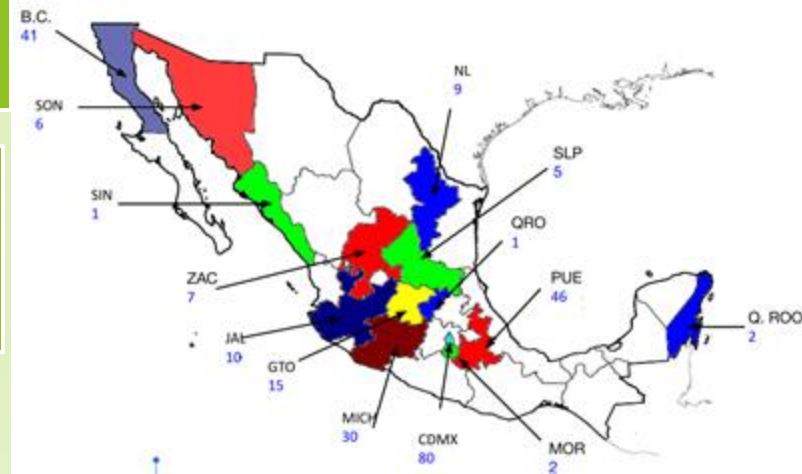 B.C.
41
SON
6
SIN
1
ZAC
7
JAL
10
GTO
15
MICH
30
CDMX
80
MOR
2
PUE
46
QRO
1
SLP
5
NL
9
Q. ROO
2